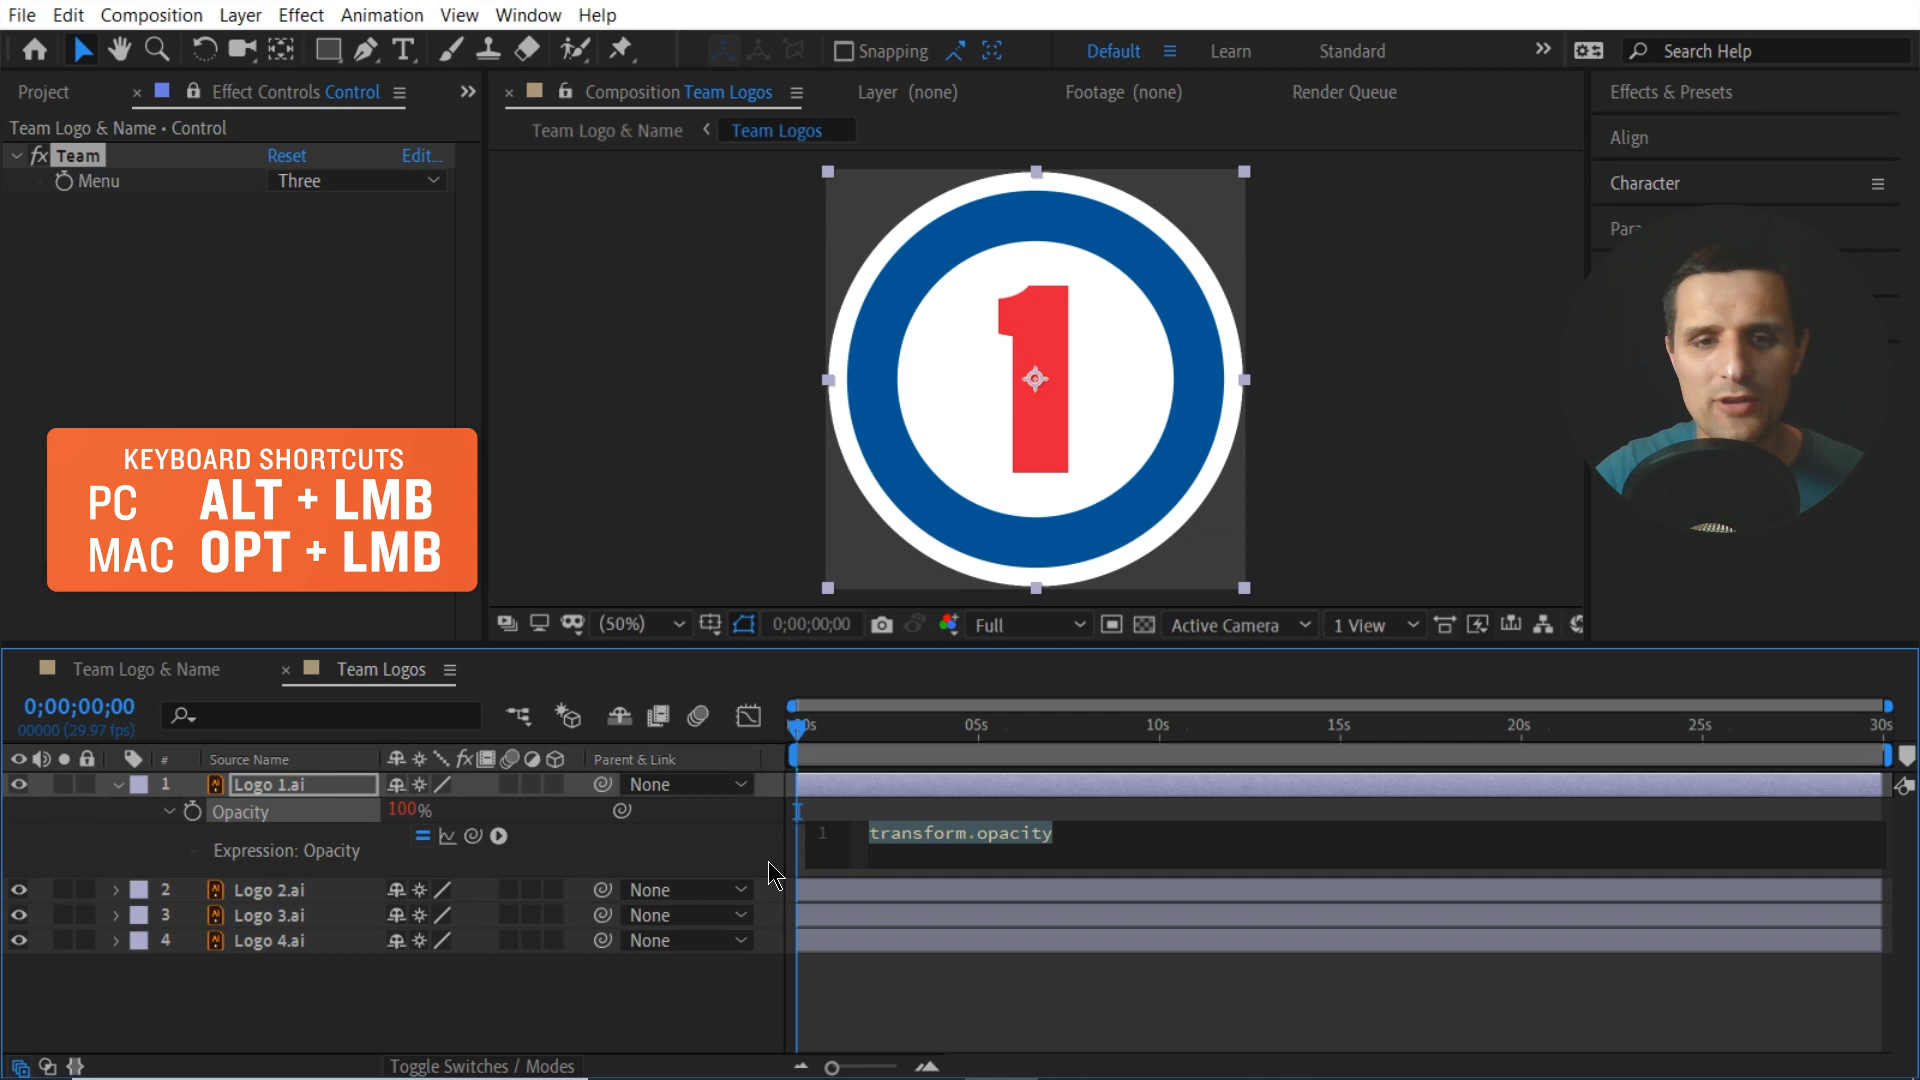 File Edit Composition Layer Effect Animation View Window Help
Snapping Default Learn Standard Search Help
Project Effect Controls Control
Composition Team Logos Layer (none) Footage (none) Render Queue
Effects & Presets
Team Logo & Name • Control
Team Logo & Name Team Logos
Align
fx Team Reset Edit...
Menu Three
Character
Para
1
KEYBOARD SHORTCUTS
PC ALT + LMB
MAC OPT + LMB
(50%) 0;00;00;00 Full Active Camera 1 View
Team Logo & Name Team Logos
0;00;00;00
00000 (29.97 fps)
00s 05s 10s 15s 20s 25s 30s
# Source Name fx Parent & Link
1 Logo 1.ai None
Opacity 100%
1 transform.opacity
Expression: Opacity
2 Logo 2.ai None
3 Logo 3.ai None
4 Logo 4.ai None
Toggle Switches / Modes